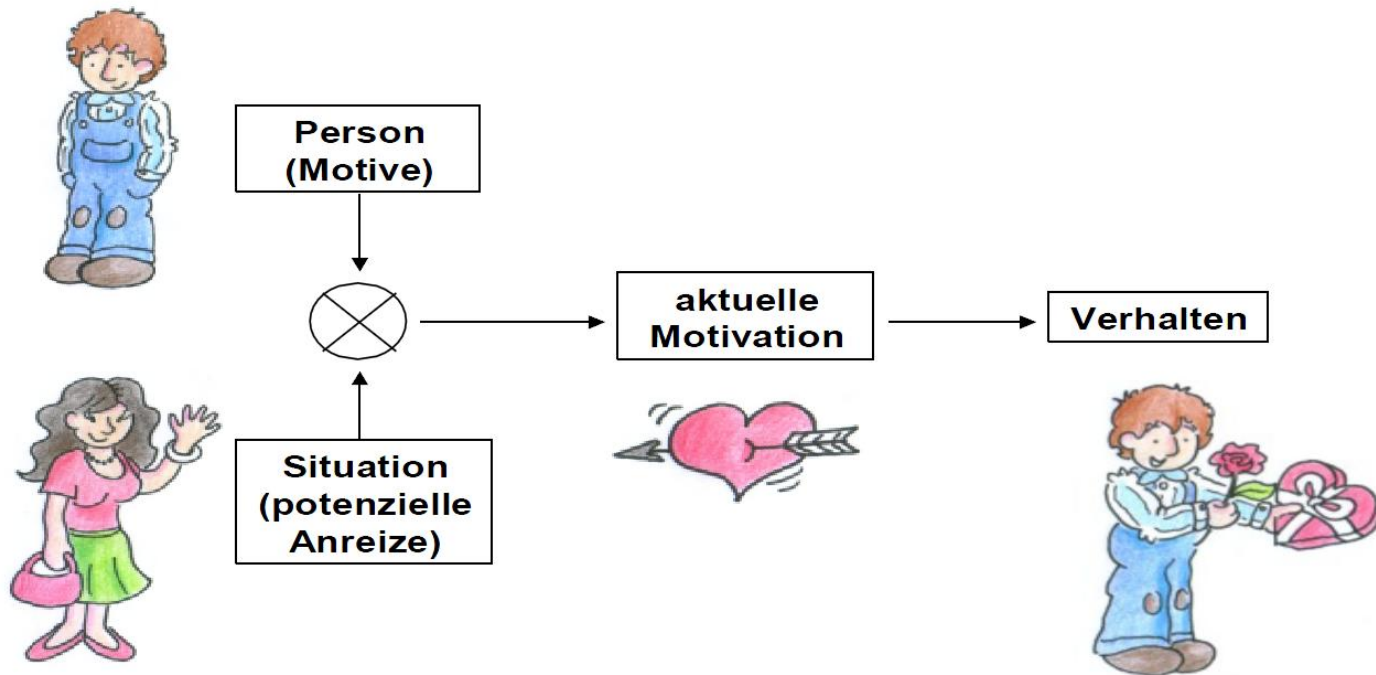 Person
(Motive)
aktuelle
Motivation
Verhalten
Situation
(potenzielle
Anreize)